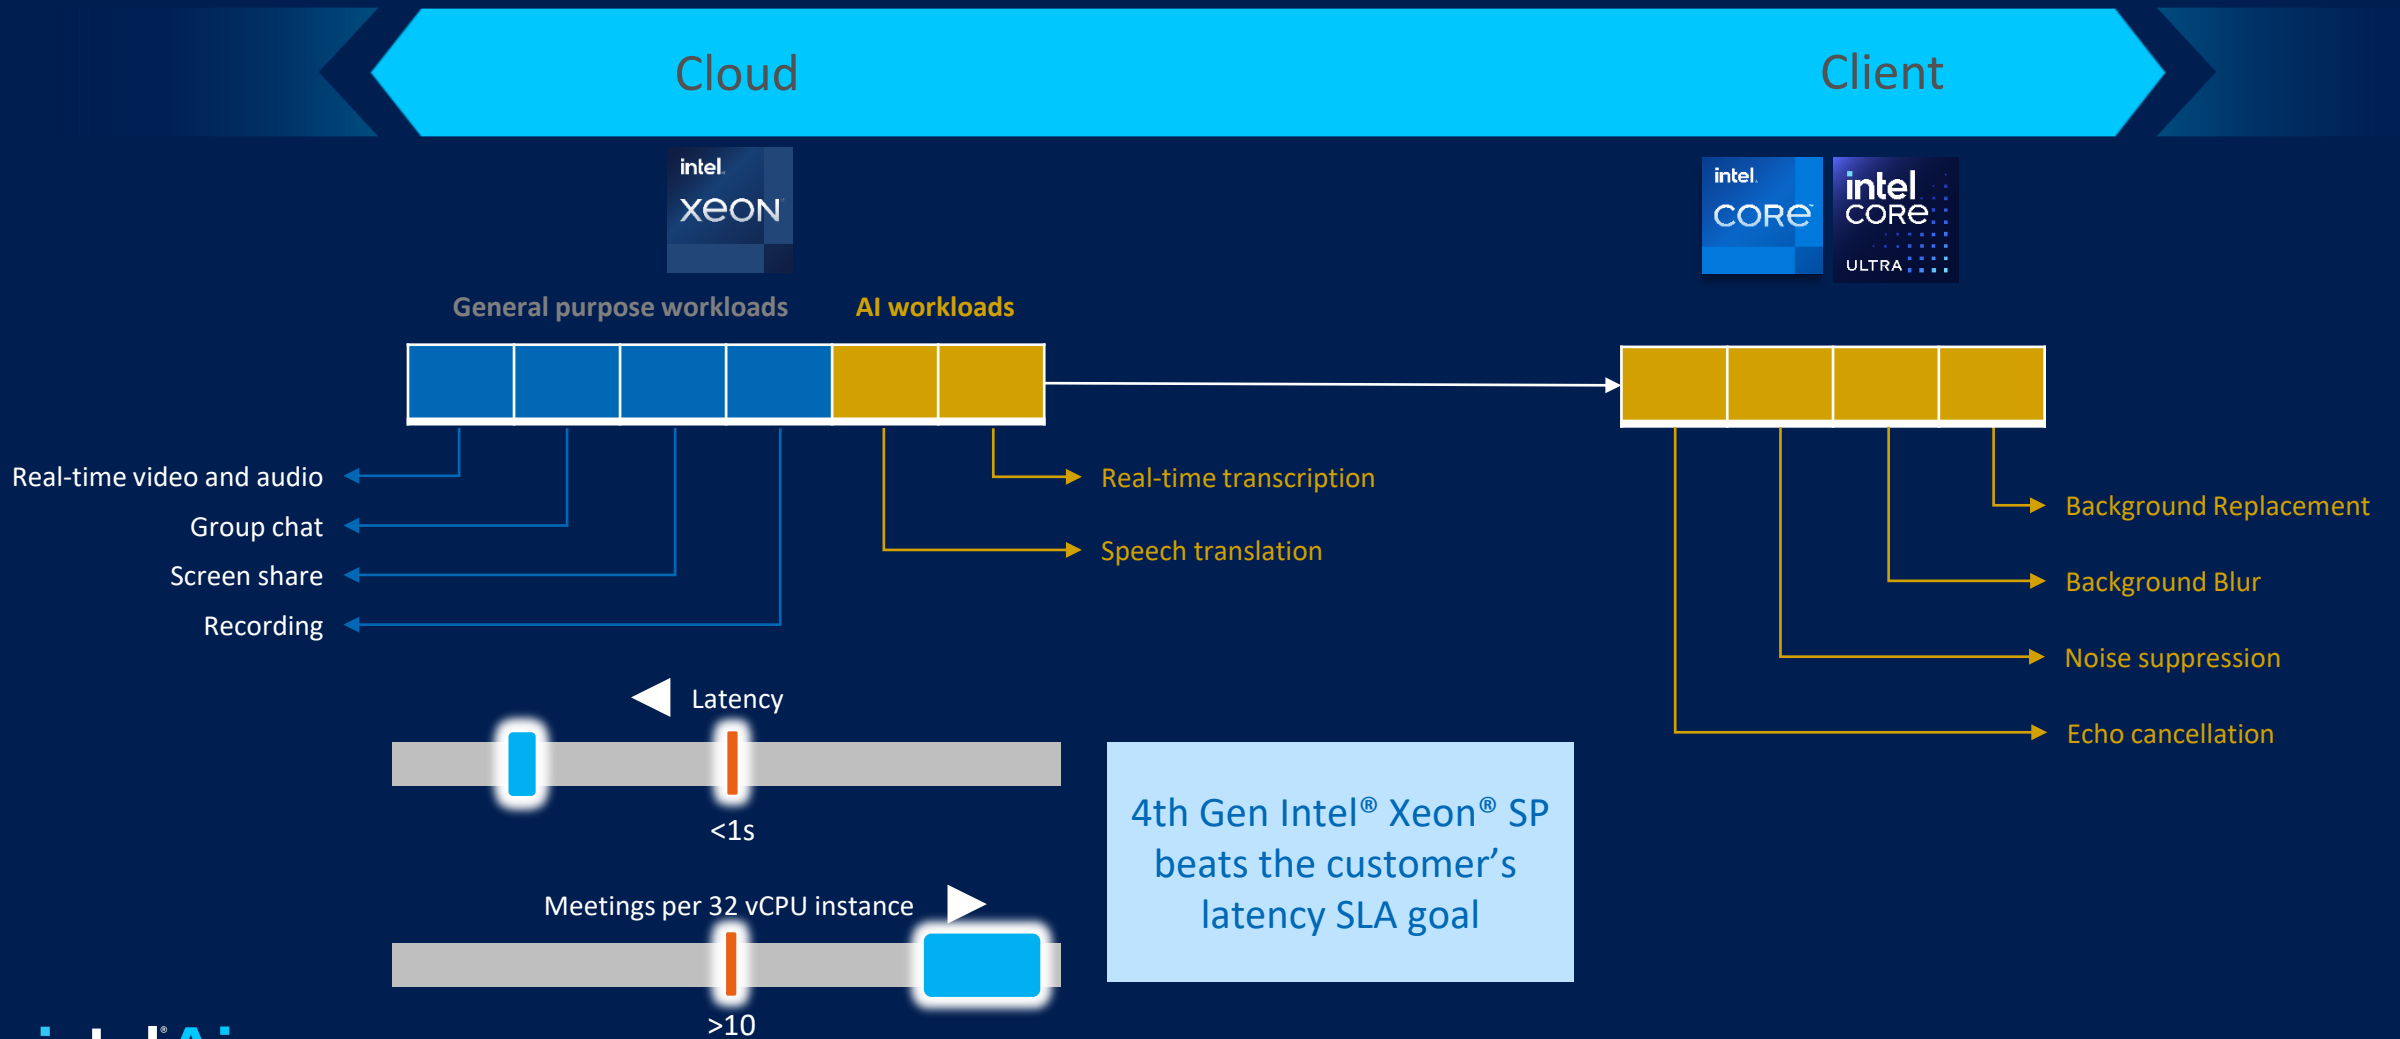 Cloud
Client
intel.
xeon
intel.
core™
intel
core
ULTRA
General purpose workloads
AI workloads
Real-time video and audio
Group chat
Screen share
Recording
Real-time transcription
Speech translation
Background Replacement
Background Blur
Noise suppression
Echo cancellation
Latency
<1s
Meetings per 32 vCPU instance
>10
4th Gen Intel® Xeon® SP
beats the customer’s
latency SLA goal